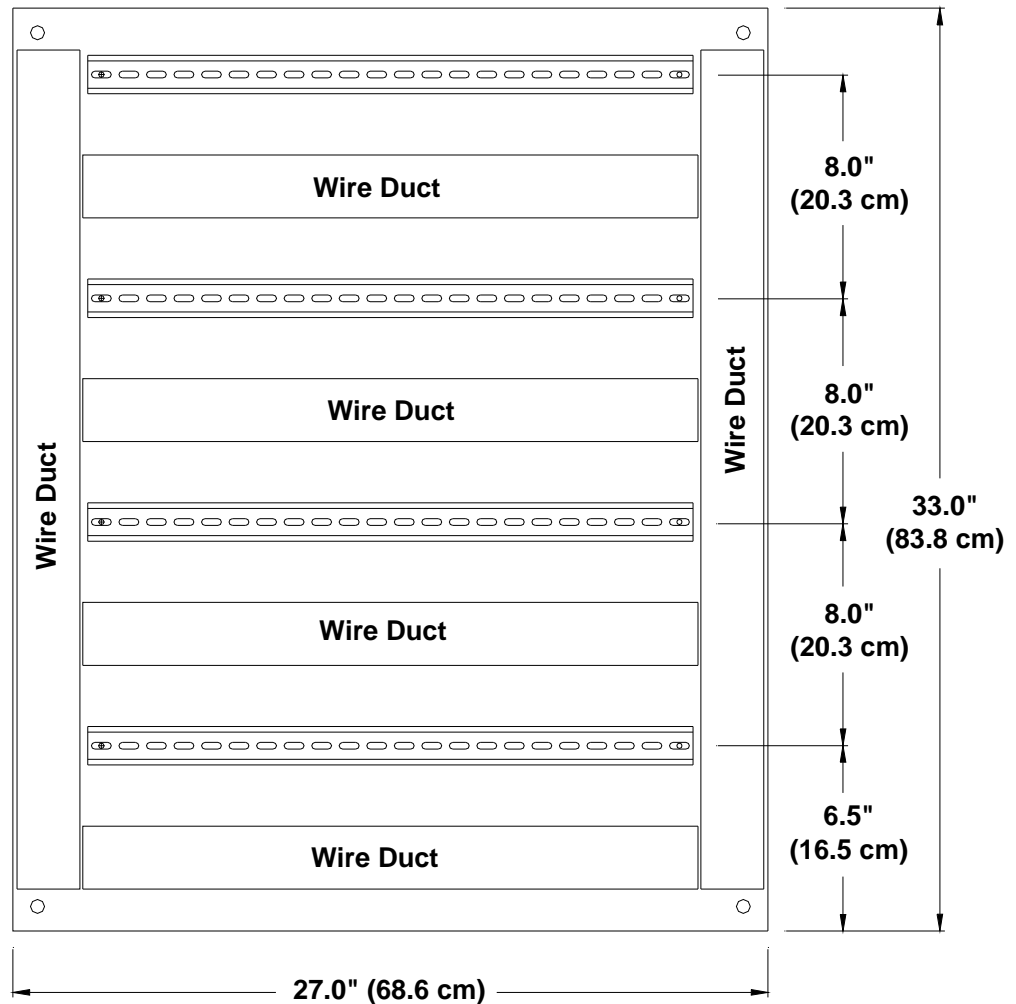 Wire Duct
8.0"
(20.3 cm)
Wire Duct
Wire Duct
8.0"
(20.3 cm)
Wire Duct
33.0"
(83.8 cm)
Wire Duct
8.0"
(20.3 cm)
6.5"
(16.5 cm)
Wire Duct
27.0" (68.6 cm)